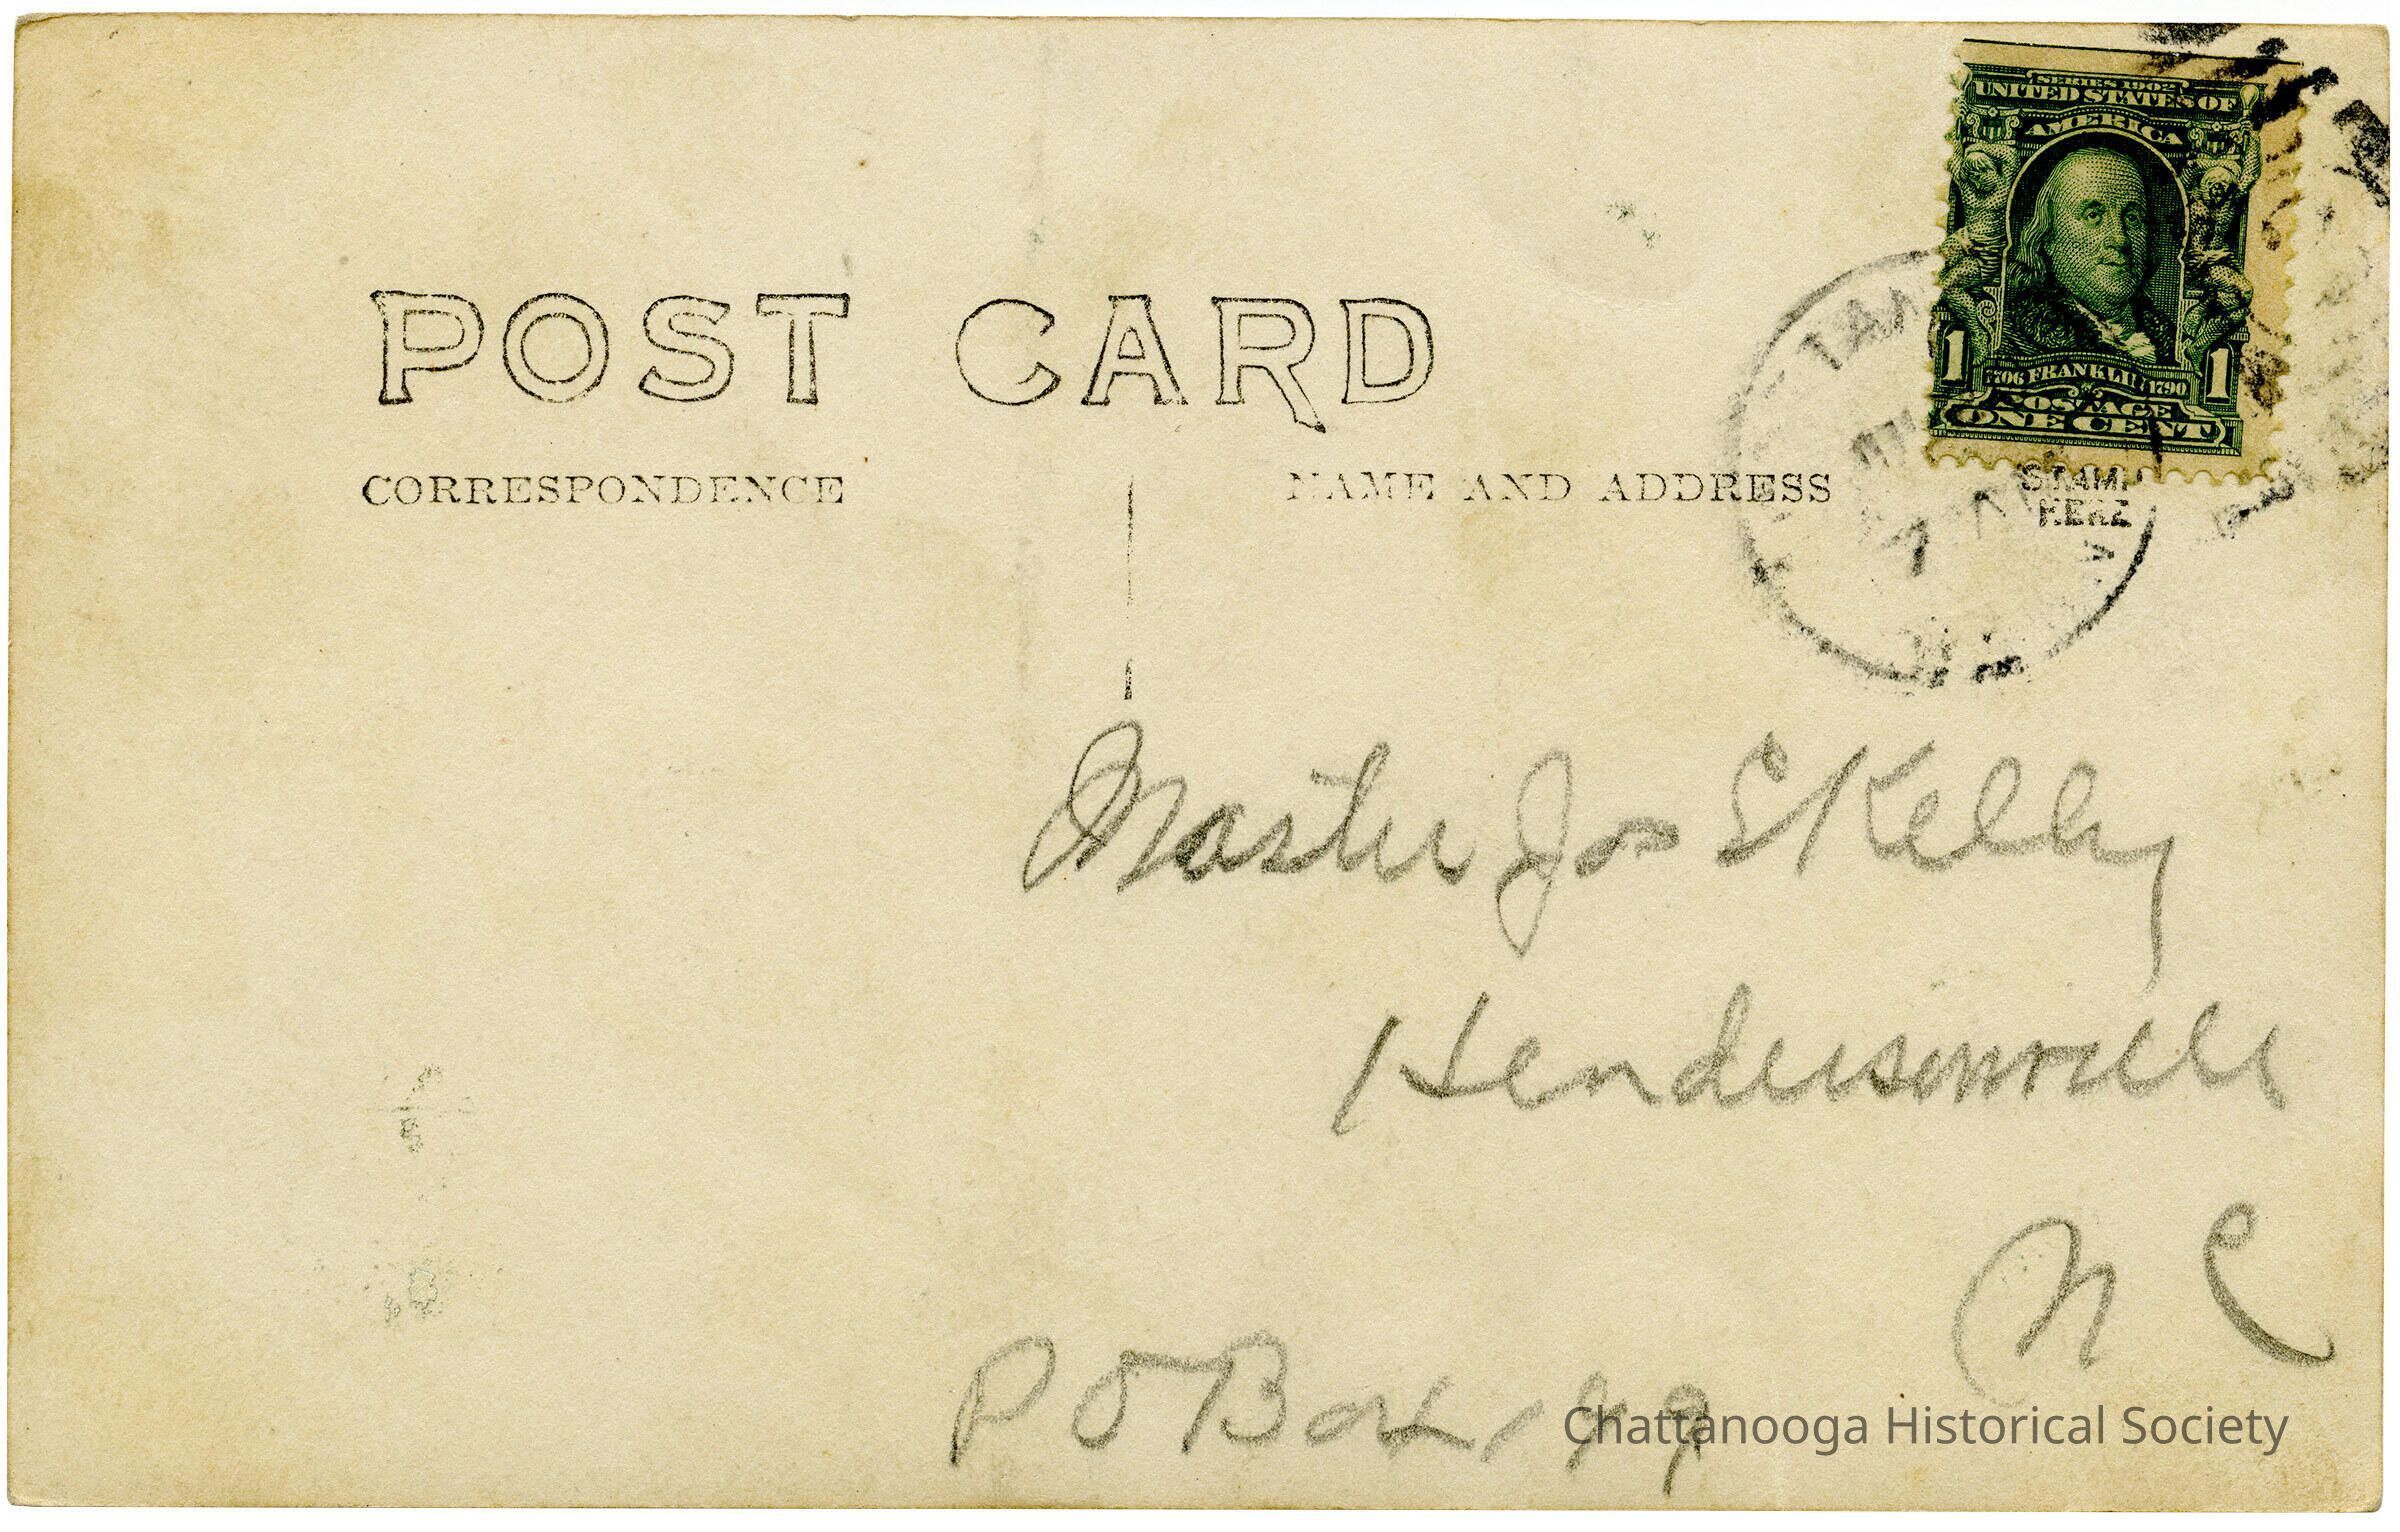 SERIES 1902
UNITED STATES OF
AMERICA
1706 FRANKLIN 1790
1 1
POSTAGE
ONE CENT
POST CARD
CORRESPONDENCE
NAME AND ADDRESS
STAMP
HERE
Master Jos S Kelly
Hendersonville
N C
P O Box
Chattanooga Historical Society